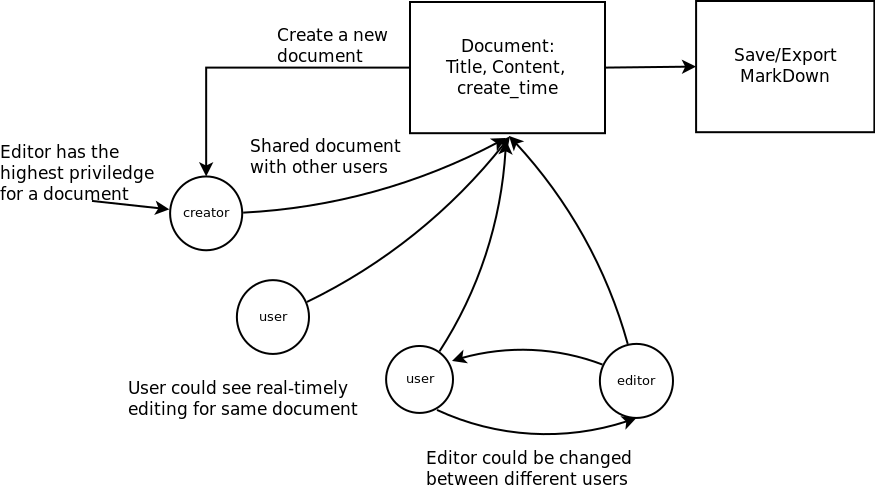 Create a new
document
Document:
Title, Content,
create_time
Save/Export
MarkDown
Editor has the
highest priviledge
for a document
Shared document
with other users
creator
user
User could see real-timely
editing for same document
user
editor
Editor could be changed
between different users